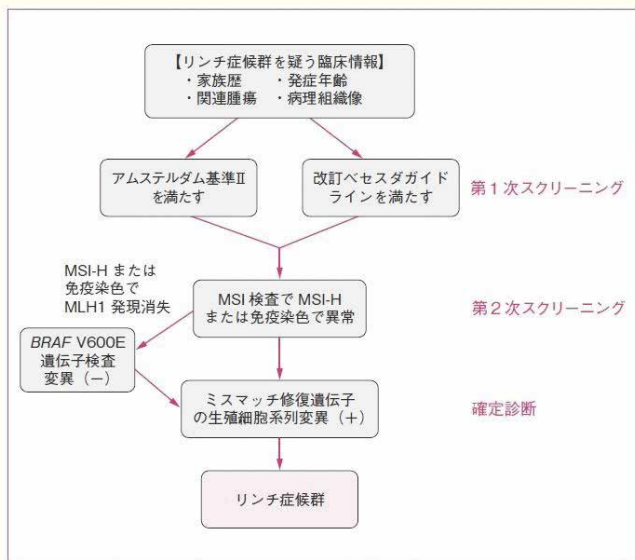 【リンチ症候群を疑う臨床情報】
・家族歴 ・発症年齢
・関連腫瘍 ・病理組織像
アムステルダム基準II
を満たす
改訂ベセスダガイド
ラインを満たす
第1次スクリーニング
MSI-H または
免疫染色で
MLH1 発現消失
MSI 検査で MSI-H
または免疫染色で異常
第2次スクリーニング
BRAF V600E
遺伝子検査
変異(-)
ミスマッチ修復遺伝子
の生殖細胞系列変異(+)
確定診断
リンチ症候群